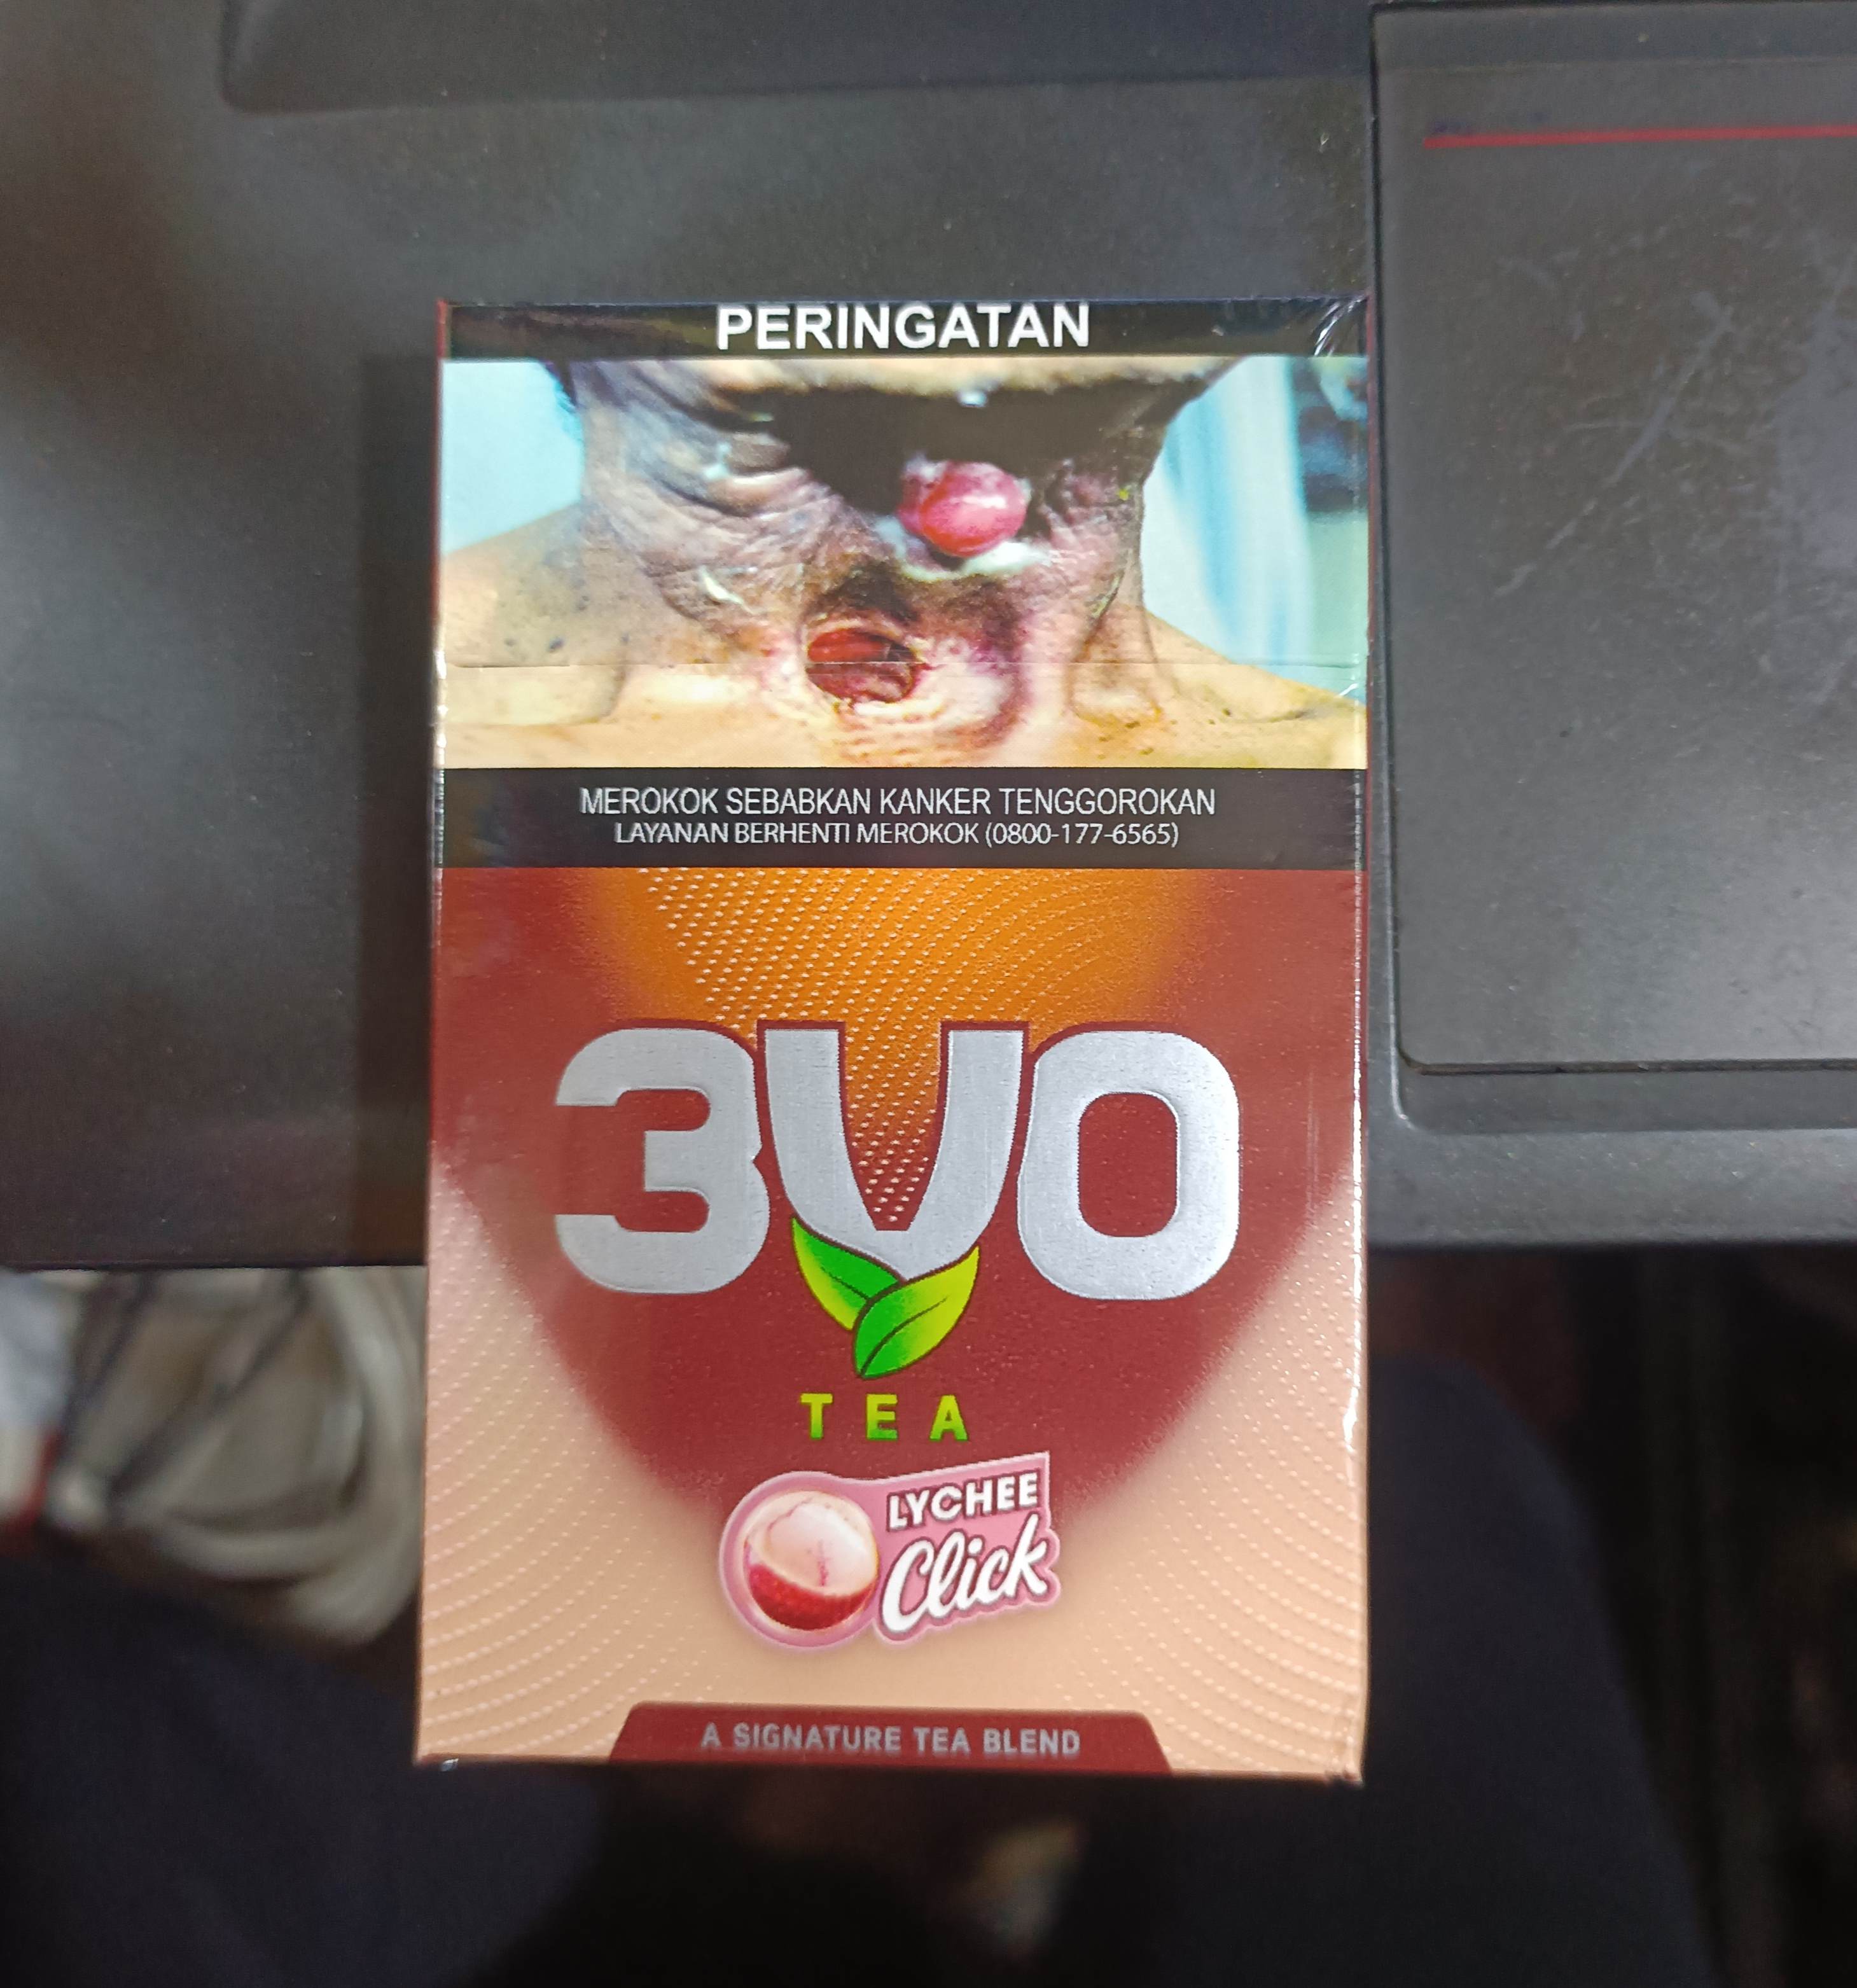 PERINGATAN
MEROKOK SEBABKAN KANKER TENGGOROKAN
LAYANAN BERHENTI MEROKOK (0800-177-6565)
3VO
TEA
LYCHEE
Click
A SIGNATURE TEA BLEND